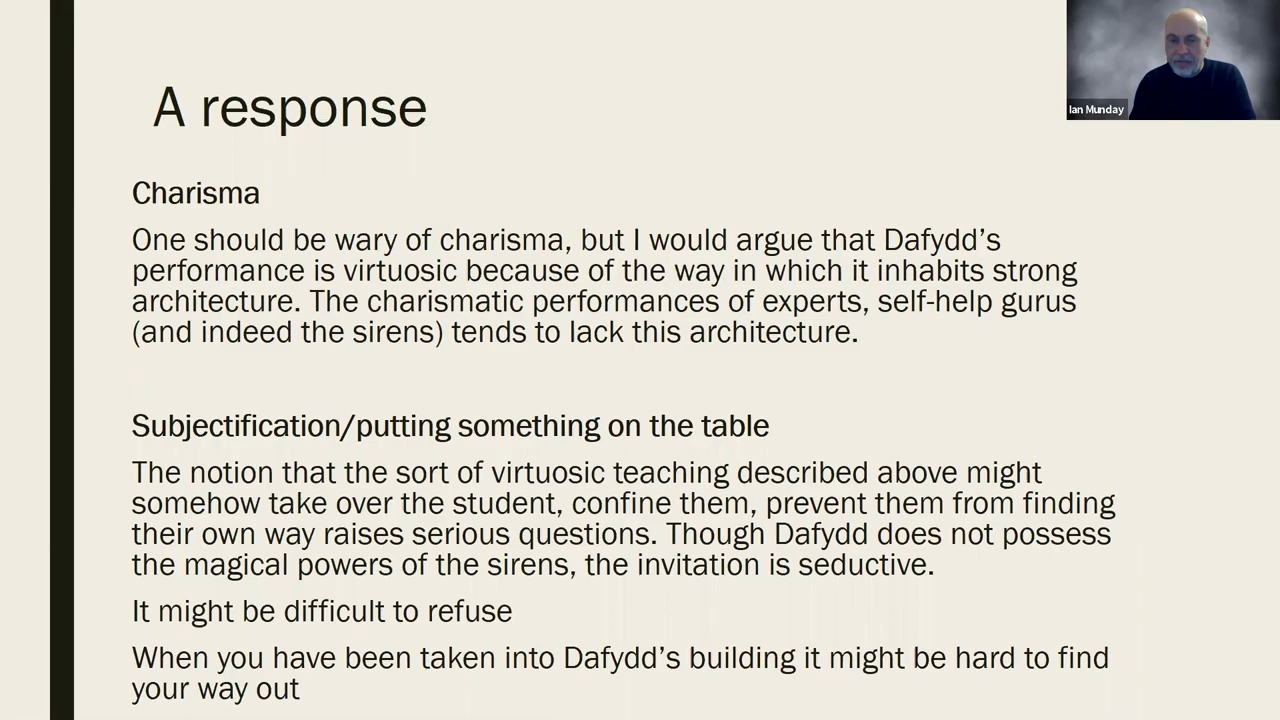 Ian Munday
A response
Charisma
One should be wary of charisma, but I would argue that Dafydd’s
performance is virtuosic because of the way in which it inhabits strong
architecture. The charismatic performances of experts, self-help gurus
(and indeed the sirens) tends to lack this architecture.
Subjectification/putting something on the table
The notion that the sort of virtuosic teaching described above might
somehow take over the student, confine them, prevent them from finding
their own way raises serious questions. Though Dafydd does not possess
the magical powers of the sirens, the invitation is seductive.
It might be difficult to refuse
When you have been taken into Dafydd’s building it might be hard to find
your way out